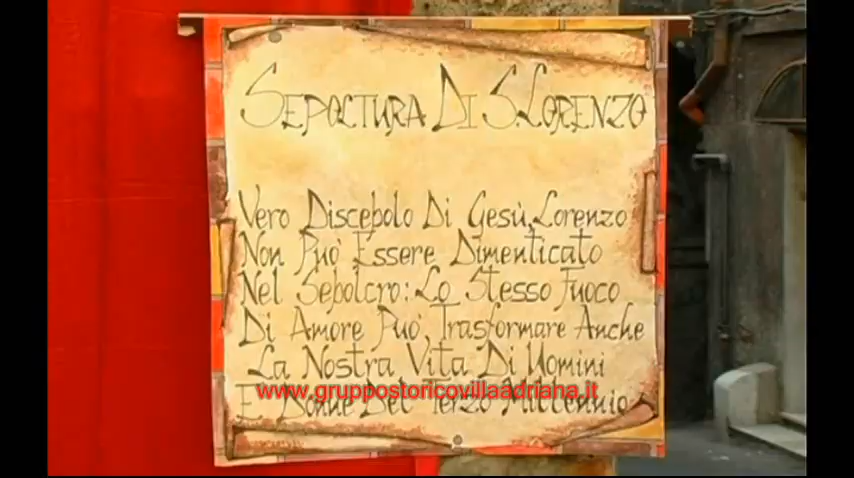 Sepoltura Di S. Lorenzo
Vero Discepolo Di Gesù, Lorenzo
Non Può Essere Dimenticato
Nel Sepolcro: Lo Stesso Fuoco
Di Amore Può Trasformare Anche
La Nostra Vita Di Uomini
www.gruppostoricovillaadriana.it
E Donne Del Terzo Millennio